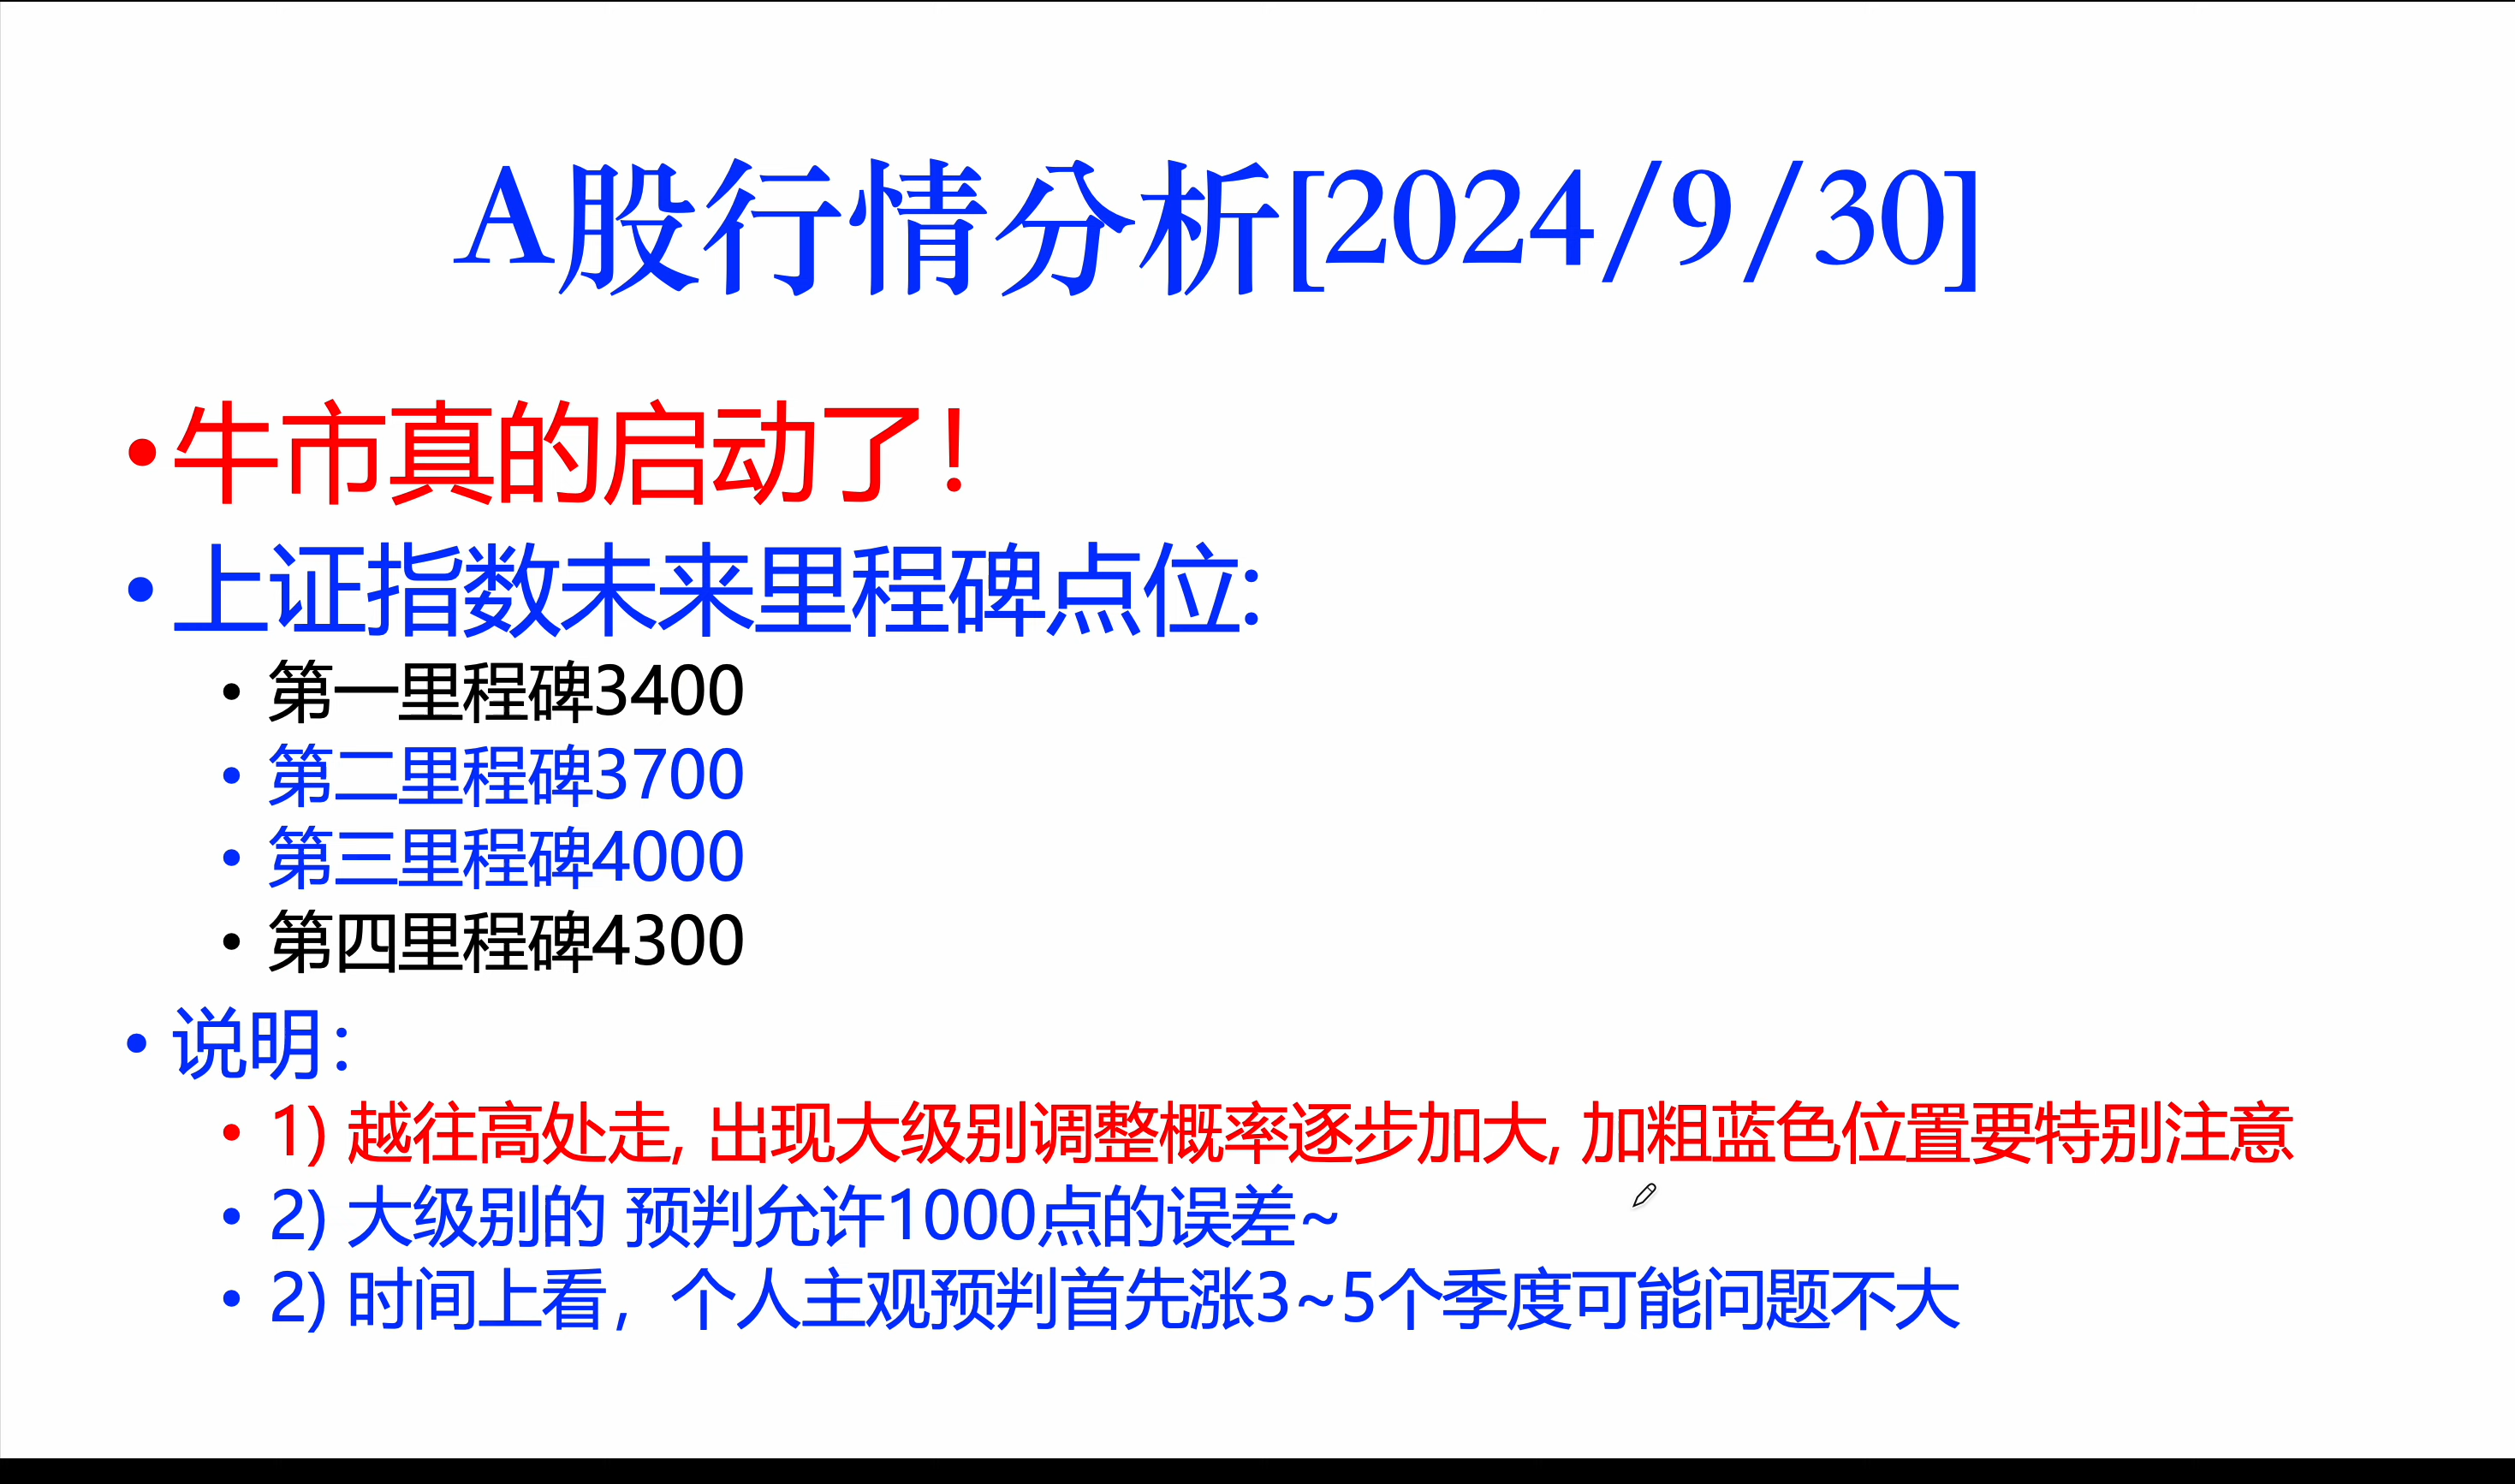 A股行情分析[2024/9/30]
•牛市真的启动了！
•上证指数未来里程碑点位:
•第一里程碑3400
•第二里程碑3700
•第三里程碑4000
•第四里程碑4300
•说明：
•1) 越往高处走, 出现大级别调整概率逐步加大, 加粗蓝色位置要特别注意
•2) 大级别的 预判允许1000点的误差~
•2) 时间上看，个人主观预判首先涨3~5个季度可能问题不大